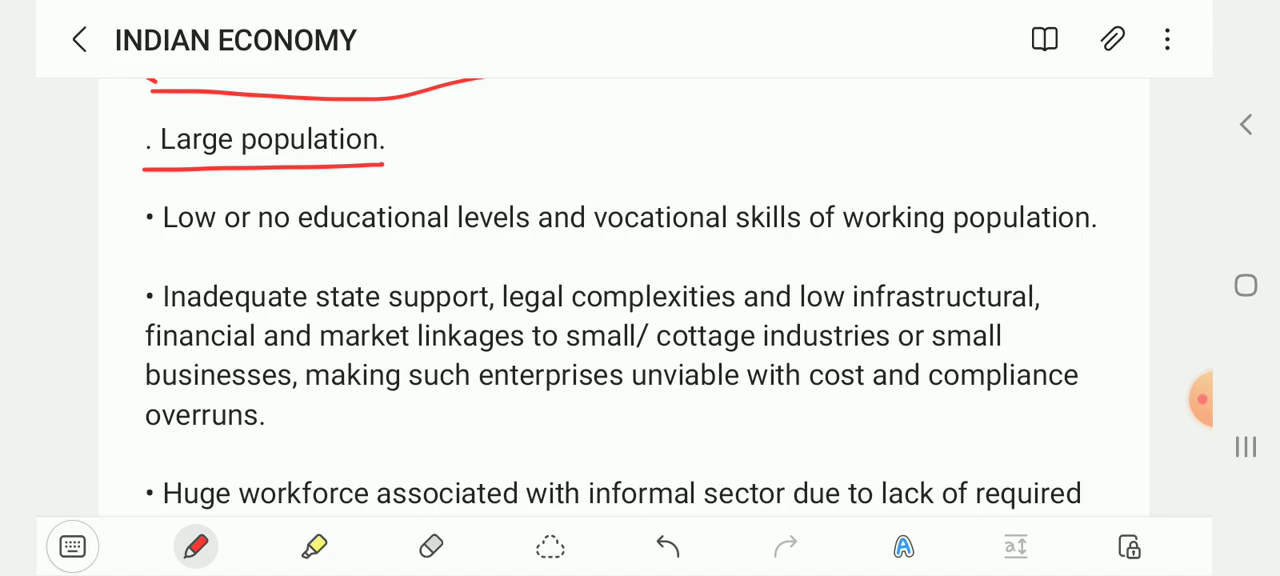 INDIAN ECONOMY
. Large population.
• Low or no educational levels and vocational skills of working population.
• Inadequate state support, legal complexities and low infrastructural,
financial and market linkages to small/ cottage industries or small
businesses, making such enterprises unviable with cost and compliance
overruns.
• Huge workforce associated with informal sector due to lack of required